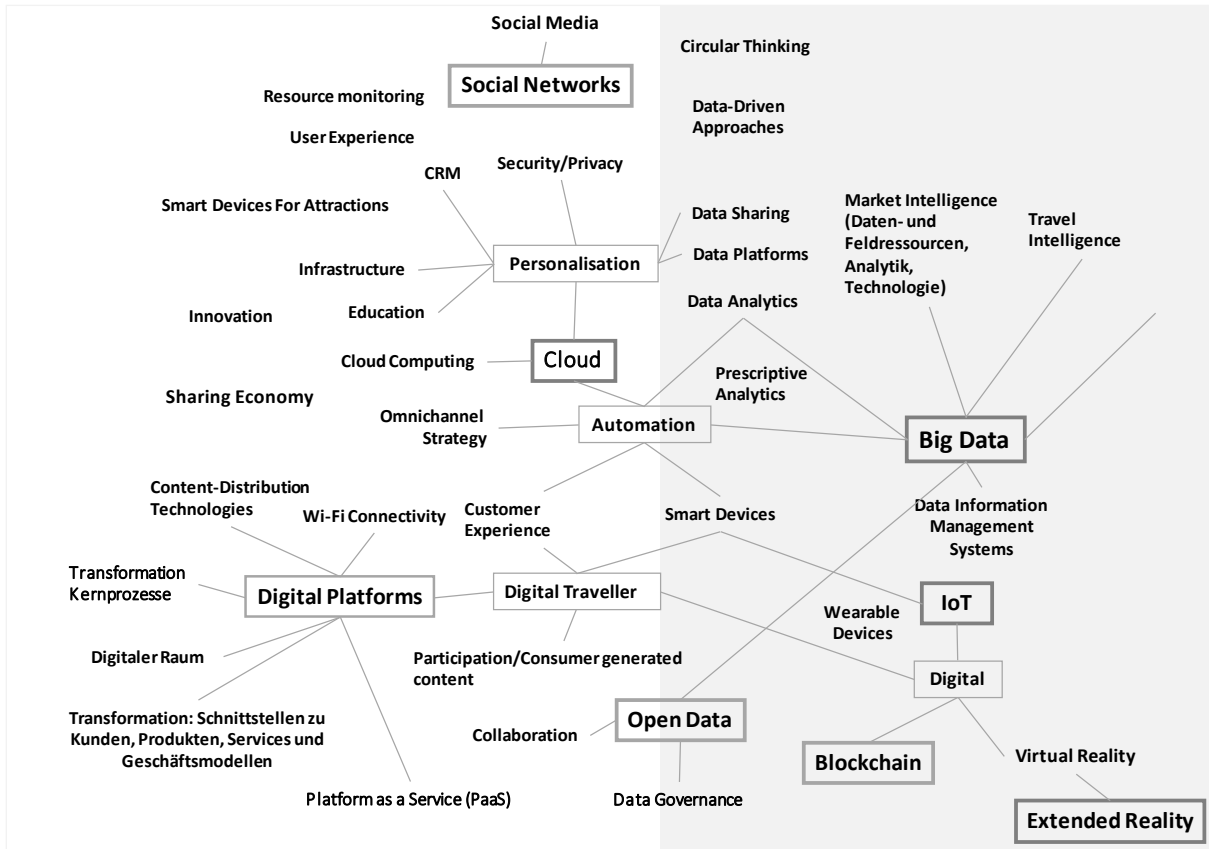 Social Media
Social Networks
Circular Thinking
Resource monitoring
Data-Driven
Approaches
User Experience
CRM
Security/Privacy
Smart Devices For Attractions
Data Sharing
Market Intelligence
(Daten- und
Feldressourcen,
Analytik,
Technologie)
Travel
Intelligence
Infrastructure
Personalisation
Data Platforms
Innovation
Education
Data Analytics
Cloud Computing
Cloud
Prescriptive
Analytics
Sharing Economy
Omnichannel
Strategy
Automation
Big Data
Content-Distribution
Technologies
Wi-Fi Connectivity
Customer
Experience
Smart Devices
Data Information
Management
Systems
Transformation
Kernprozesse
Digital Platforms
Digital Traveller
Wearable
Devices
IoT
Digitaler Raum
Participation/Consumer generated
content
Digital
Transformation: Schnittstellen zu
Kunden, Produkten, Services und
Geschäftsmodellen
Collaboration
Open Data
Blockchain
Virtual Reality
Platform as a Service (PaaS)
Data Governance
Extended Reality